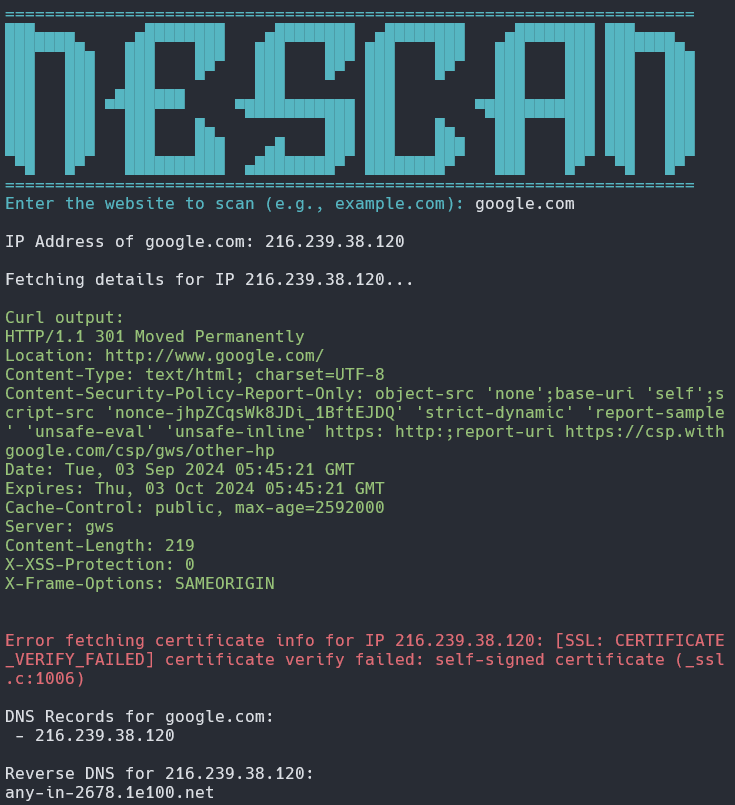 ==================================================================
NESCAN
==================================================================
Enter the website to scan (e.g., example.com): google.com
IP Address of google.com: 216.239.38.120
Fetching details for IP 216.239.38.120...
Curl output:
HTTP/1.1 301 Moved Permanently
Location: http://www.google.com/
Content-Type: text/html; charset=UTF-8
Content-Security-Policy-Report-Only: object-src 'none';base-uri 'self';s
cript-src 'nonce-jhpZCqsWk8JDi_1BftEJDQ' 'strict-dynamic' 'report-sample
' 'unsafe-eval' 'unsafe-inline' https: http:;report-uri https://csp.with
google.com/csp/gws/other-hp
Date: Tue, 03 Sep 2024 05:45:21 GMT
Expires: Thu, 03 Oct 2024 05:45:21 GMT
Cache-Control: public, max-age=2592000
Server: gws
Content-Length: 219
X-XSS-Protection: 0
X-Frame-Options: SAMEORIGIN
Error fetching certificate info for IP 216.239.38.120: [SSL: CERTIFICATE
_VERIFY_FAILED] certificate verify failed: self-signed certificate (_ssl
.c:1006)
DNS Records for google.com:
- 216.239.38.120
Reverse DNS for 216.239.38.120:
any-in-2678.1e100.net